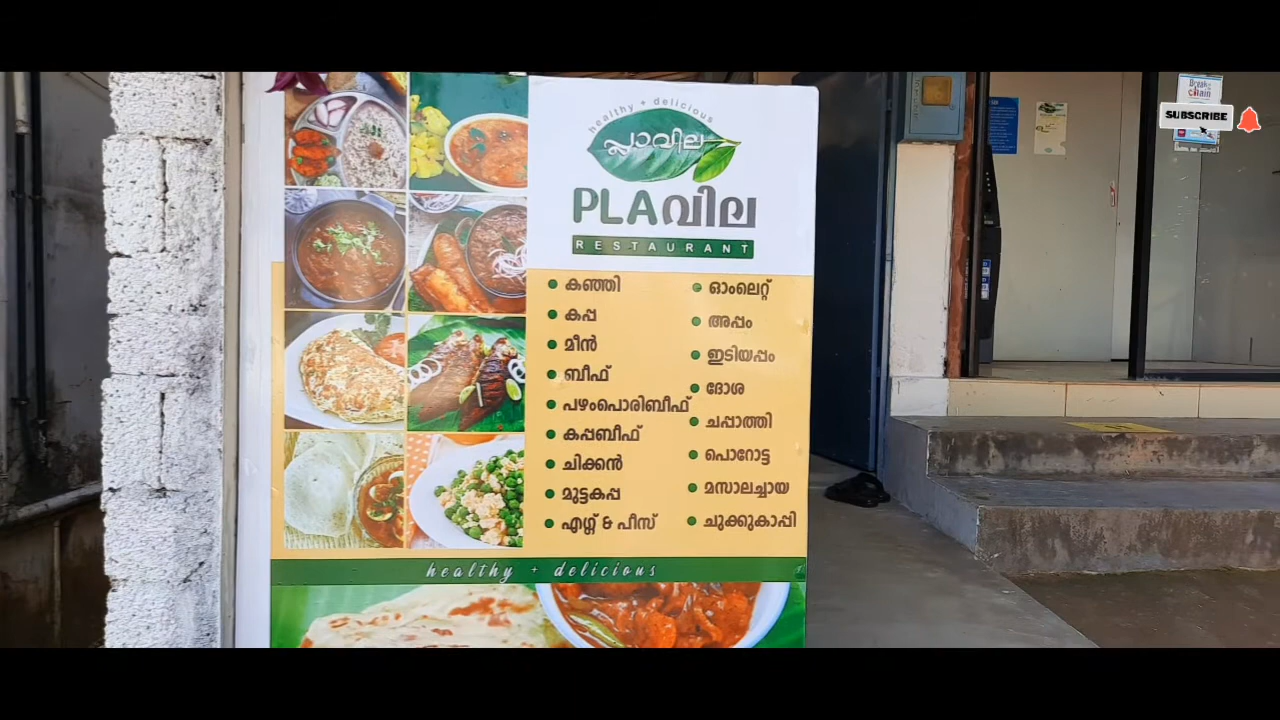 healthy + delicious
പ്ലാവില
PLAവില
RESTAURANT
കഞ്ഞി
കപ്പ
മീൻ
ബീഫ്
പഴംപൊരിബീഫ്
കപ്പബീഫ്
ചിക്കൻ
മുട്ടകപ്പ
എഗ്ഗ് & പീസ്
ഓംലെറ്റ്
അപ്പം
ഇടിയപ്പം
ദോശ
ചപ്പാത്തി
പൊറോട്ട
മസാലച്ചായ
ചുക്കുകാപ്പി
healthy + delicious
Break
chain
SUBSCRIBE